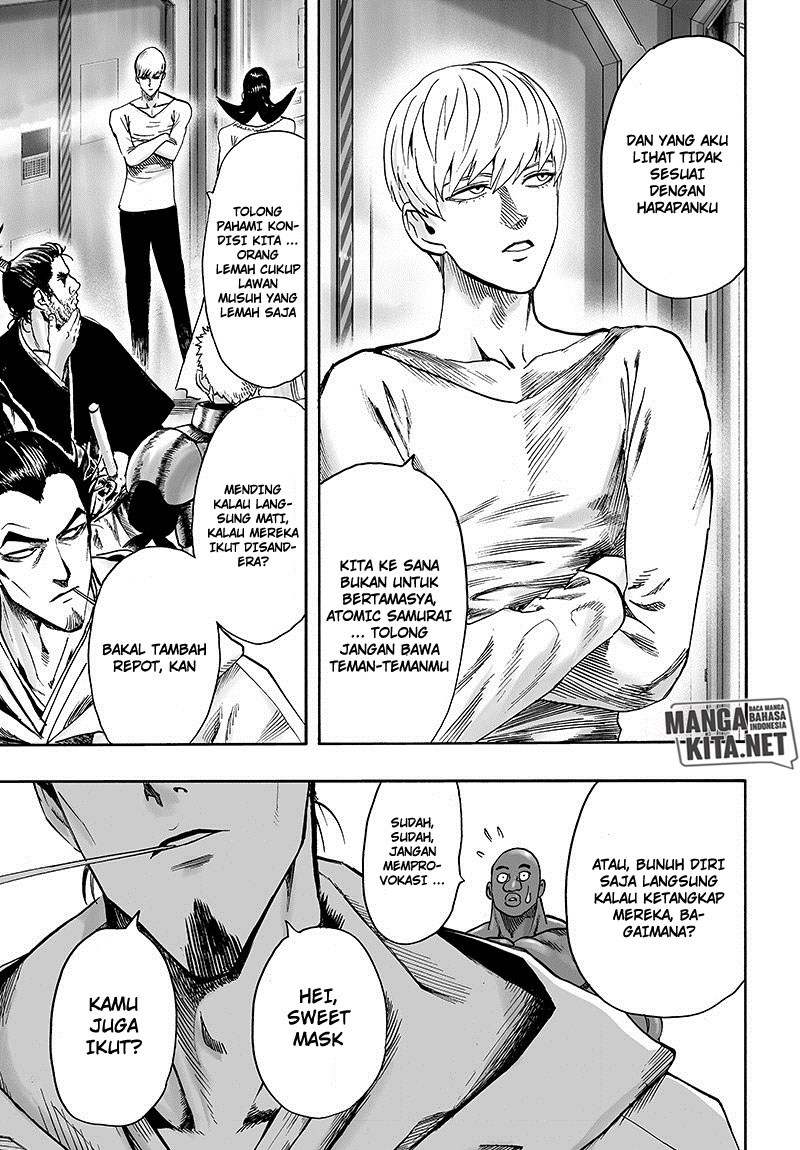 DAN YANG AKU
LIHAT TIDAK
SESUAI
DENGAN
HARAPANKU
KITA KE SANA
BUKAN UNTUK
BERTAMASYA,
ATOMIC SAMURAI
... TOLONG
JANGAN BAWA
TEMAN-TEMANMU
TOLONG
PAHAMI KON-
DISI KITA ...
ORANG
LEMAH CUKUP
LAWAN
MUSUH YANG
LEMAH SAJA
MENDING
KALAU LANG-
SUNG MATI,
KALAU MEREKA
IKUT DISAND-
ERA?
BAKAL TAMBAH
REPOT, KAN
MANGA
KITA.NET
BACA MANGA
BAHASA
INDONESIA
ATAU, BUNUH DIRI
SAJA LANGSUNG
KALAU KETANGKAP
MEREKA, BA-
GAIMANA?
SUDAH,
SUDAH,
JANGAN
MEMPRO-
VOKASI ...
HEI,
SWEET
MASK
KAMU
JUGA
IKUT?